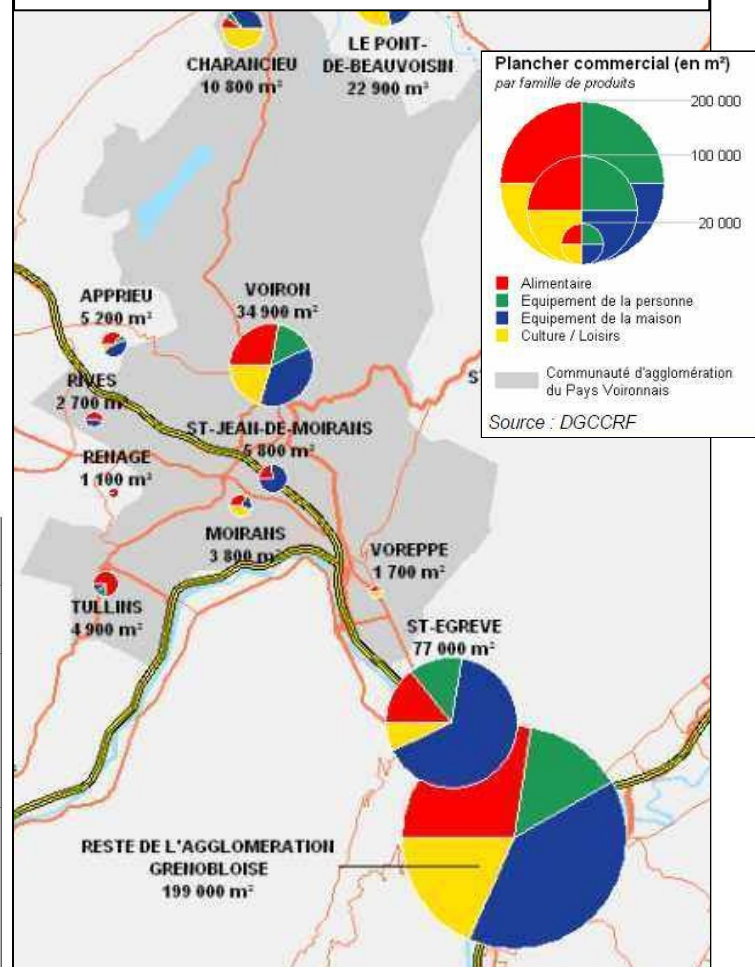 CHARANCIEU
10 800 m²
LE PONT-
DE-BEAUVOISIN
22 900 m²
Plancher commercial (en m²)
par famille de produits
200 000
100 000
20 000
Alimentaire
Equipement de la personne
Equipement de la maison
Culture / Loisirs
Communauté d'agglomération
du Pays Voironnais
Source : DGCCRF
APPRIEU
5 200 m²
VOIRON
34 900 m²
RIVES
2 700 m²
ST-JEAN-DE-MOIRANS
5 800 m²
RENAGE
1 100 m²
MOIRANS
3 800 m²
VOREPPE
1 700 m²
TULLINS
4 900 m²
ST-EGREVE
77 000 m²
RESTE DE L'AGGLOMERATION
GRENOBLOISE
199 000 m²